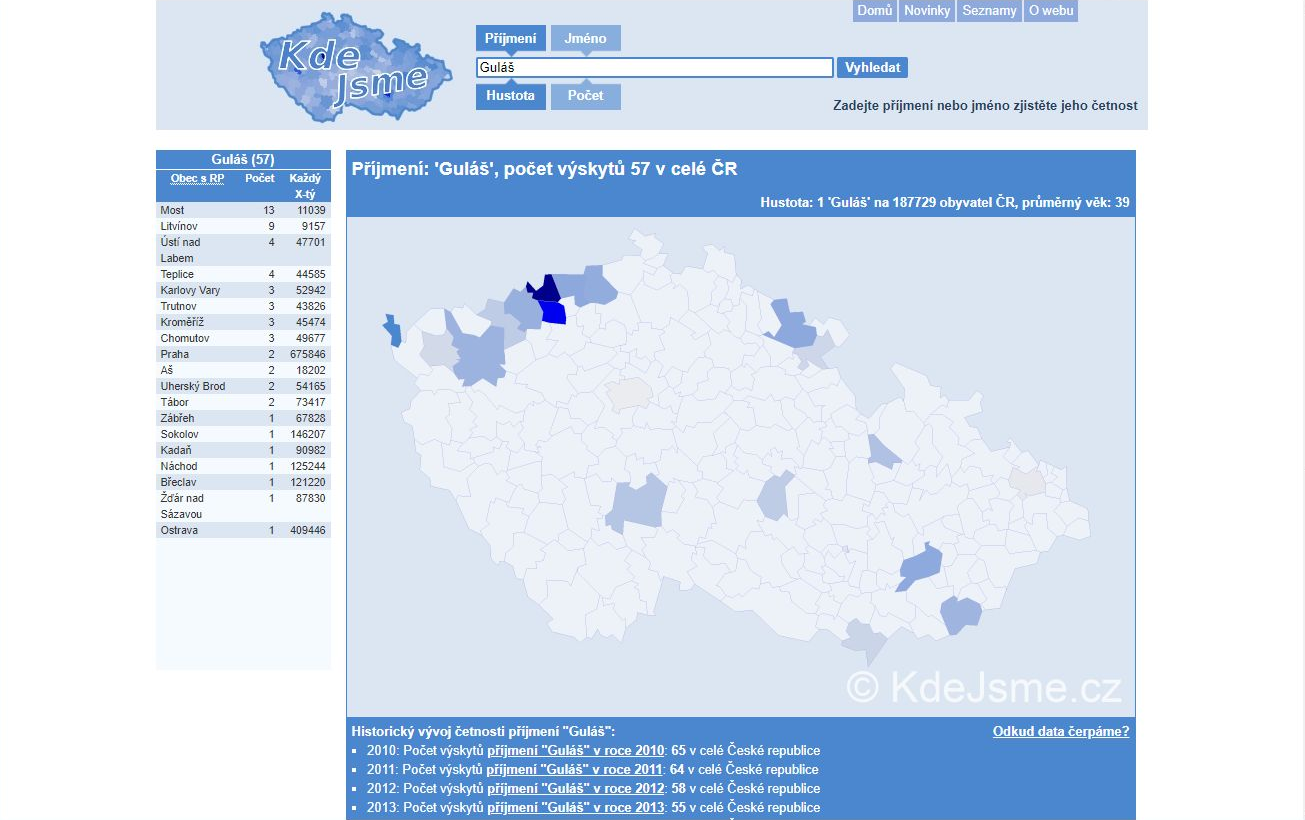 Domů Novinky Seznamy O webu
Kde
Jsme
Příjmení Jméno
Guláš Vyhledat
Hustota Počet
Zadejte příjmení nebo jméno zjistěte jeho četnost
Guláš (57)
Obec s RP Počet Každý
X-tý
Most 13 11039
Litvínov 9 9157
Ústí nad 4 47701
Labem
Teplice 4 44585
Karlovy Vary 3 52942
Trutnov 3 43826
Kroměříž 3 45474
Chomutov 3 49677
Praha 2 675846
Aš 2 18202
Uherský Brod 2 54165
Tábor 2 73417
Zábřeh 1 67828
Sokolov 1 146207
Kadaň 1 90982
Náchod 1 125244
Břeclav 1 121220
Žďár nad 1 87830
Sázavou
Ostrava 1 409446
Příjmení: 'Guláš', počet výskytů 57 v celé ČR
Hustota: 1 'Guláš' na 187729 obyvatel ČR, průměrný věk: 39
© KdeJsme.cz
Historický vývoj četnosti příjmení "Guláš": Odkud data čerpáme?
2010: Počet výskytů příjmení "Guláš" v roce 2010: 65 v celé České republice
2011: Počet výskytů příjmení "Guláš" v roce 2011: 64 v celé České republice
2012: Počet výskytů příjmení "Guláš" v roce 2012: 58 v celé České republice
2013: Počet výskytů příjmení "Guláš" v roce 2013: 55 v celé České republice